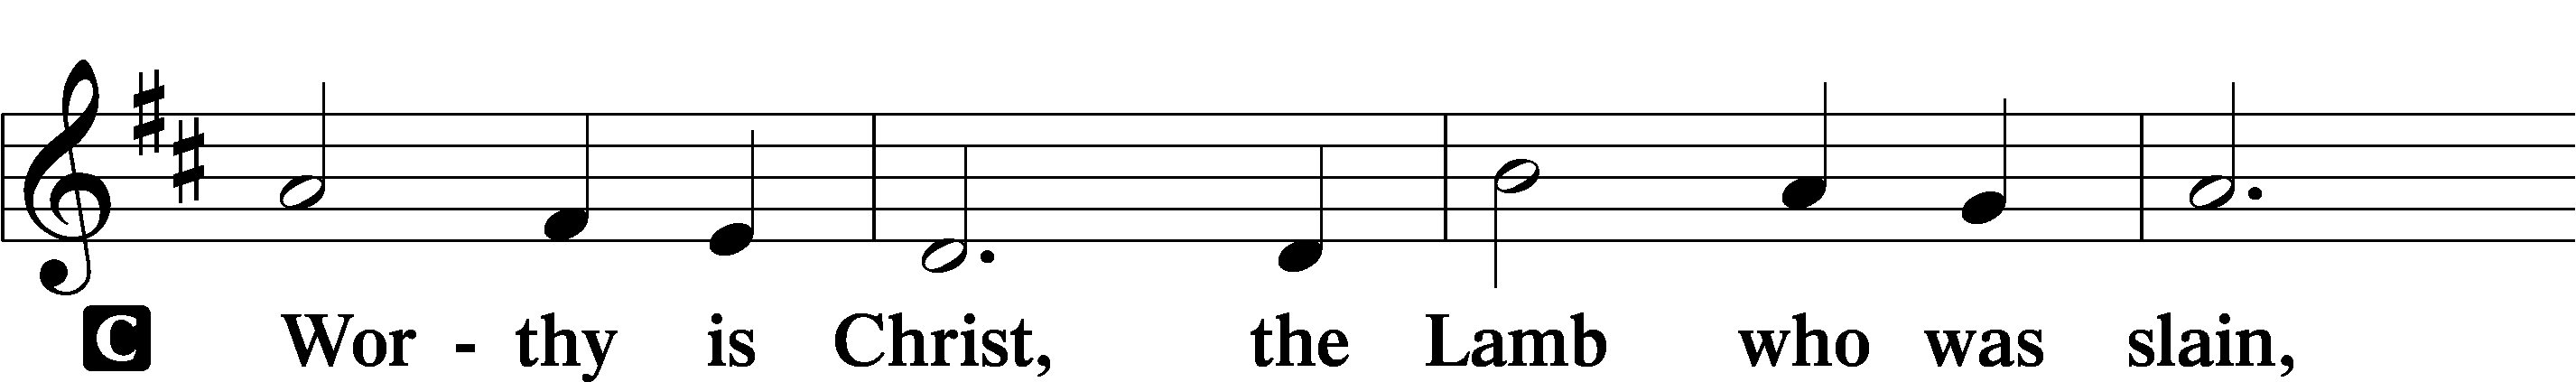 C Wor - thy is Christ, the Lamb who was slain,